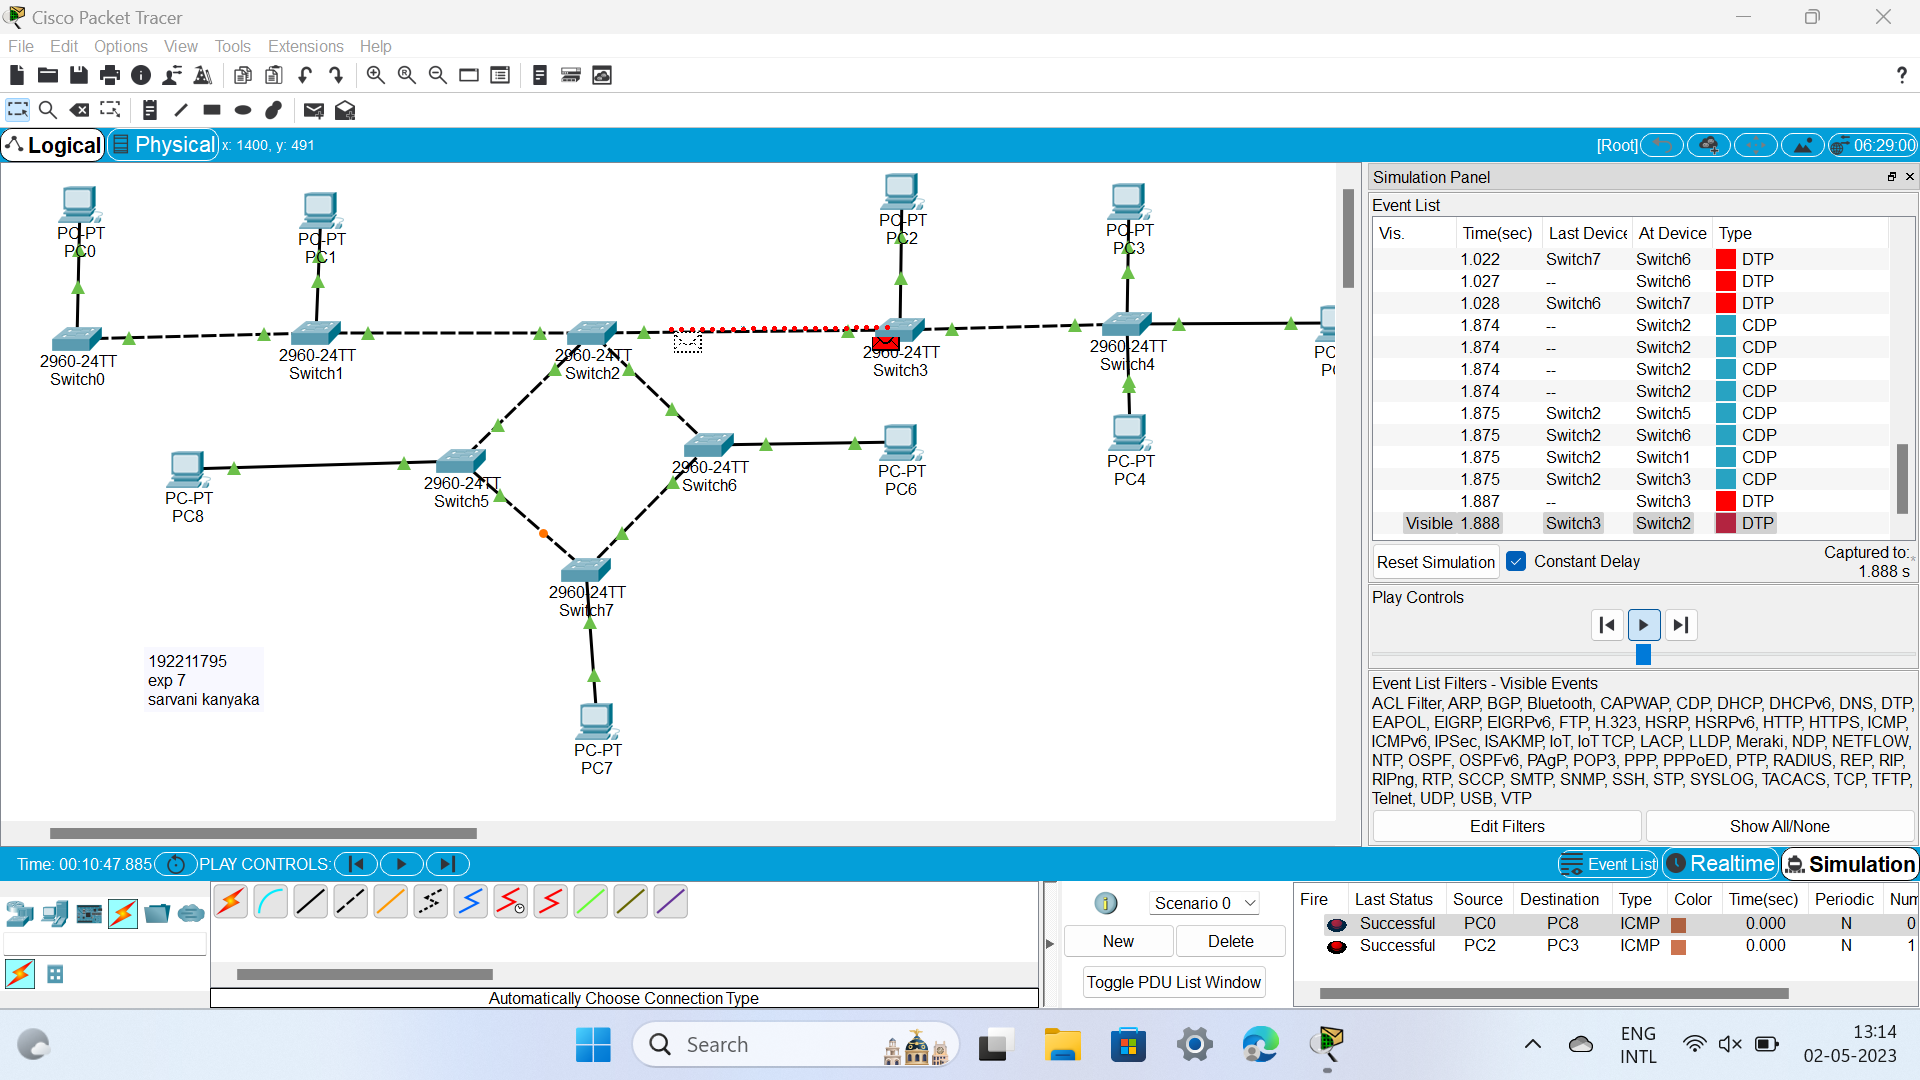 Cisco Packet Tracer
File Edit Options View Tools Extensions Help
?
Logical Physical x: 1400, y: 491 [Root] 06:29:00
PC-PT
PC0
PC-PT
PC1
PC-PT
PC2
PC-PT
PC3
2960-24TT
Switch0
2960-24TT
Switch1
2960-24TT
Switch2
2960-24TT
Switch3
2960-24TT
Switch4
PC
PC-PT
PC8
2960-24TT
Switch5
2960-24TT
Switch6
PC-PT
PC6
PC-PT
PC4
2960-24TT
Switch7
PC-PT
PC7
192211795
exp 7
sarvani kanyaka
Simulation Panel
Event List
Vis. Time(sec) Last Device At Device Type
1.022 Switch7 Switch6 DTP
1.027 -- Switch6 DTP
1.028 Switch6 Switch7 DTP
1.874 -- Switch2 CDP
1.874 -- Switch2 CDP
1.874 -- Switch2 CDP
1.874 -- Switch2 CDP
1.875 Switch2 Switch5 CDP
1.875 Switch2 Switch6 CDP
1.875 Switch2 Switch1 CDP
1.875 Switch2 Switch3 CDP
1.887 -- Switch3 DTP
Visible 1.888 Switch3 Switch2 DTP
Reset Simulation Constant Delay Captured to:
1.888 s
Play Controls
Event List Filters - Visible Events
ACL Filter, ARP, BGP, Bluetooth, CAPWAP, CDP, DHCP, DHCPv6, DNS, DTP,
EAPOL, EIGRP, EIGRPv6, FTP, H.323, HSRP, HSRPv6, HTTP, HTTPS, ICMP,
ICMPv6, IPSec, ISAKMP, IoT, IoT TCP, LACP, LLDP, Meraki, NDP, NETFLOW,
NTP, OSPF, OSPFv6, PAgP, POP3, PPP, PPPoED, PTP, RADIUS, REP, RIP,
RIPng, RTP, SCCP, SMTP, SNMP, SSH, STP, SYSLOG, TACACS, TCP, TFTP,
Telnet, UDP, USB, VTP
Edit Filters Show All/None
Time: 00:10:47.885 PLAY CONTROLS: Event List Realtime Simulation
Automatically Choose Connection Type
Scenario 0
New Delete
Toggle PDU List Window
Fire Last Status Source Destination Type Color Time(sec) Periodic Num
Successful PC0 PC8 ICMP 0.000 N 0
Successful PC2 PC3 ICMP 0.000 N 1
Search
ENG
INTL
13:14
02-05-2023